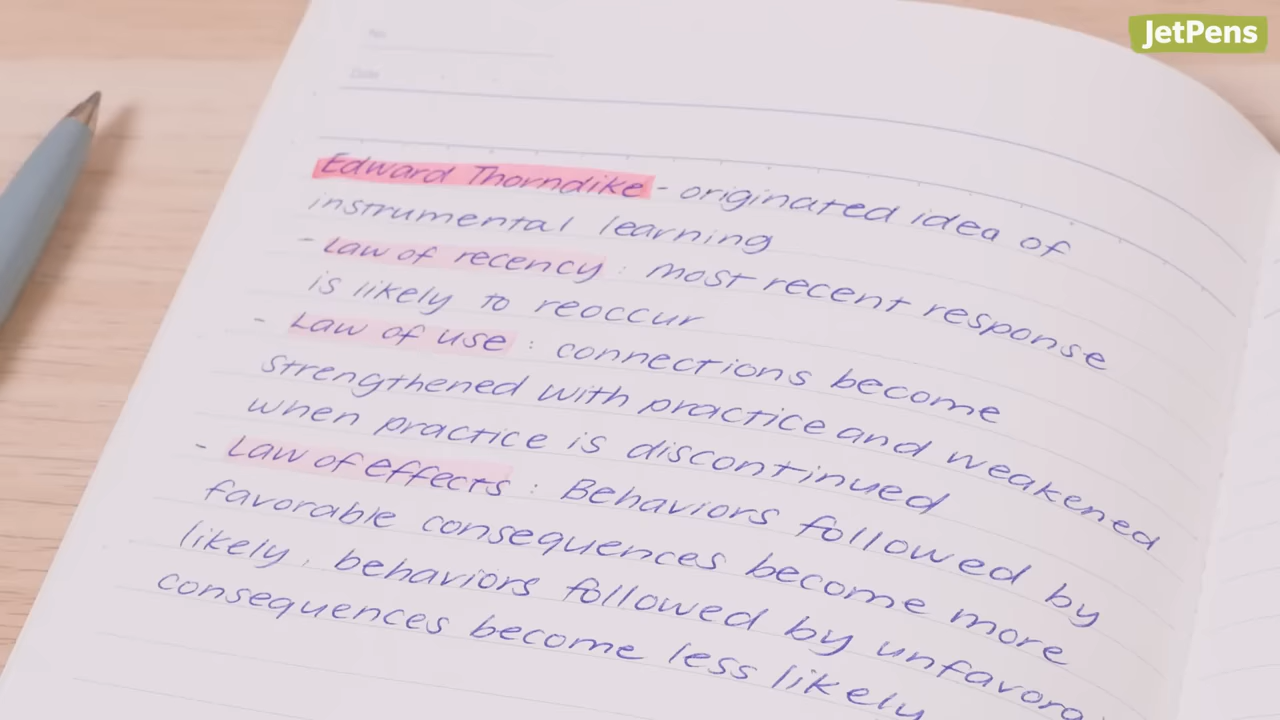 JetPens
No.
Date
Edward Thorndike - originated idea of
instrumental learning
- Law of recency : most recent response
is likely to reoccur
- Law of use : connections become
strengthened with practice and weakened
when practice is discontinued
- Law of effects : Behaviors followed by
favorable consequences become more
likely, behaviors followed by unfavora
consequences become less likely